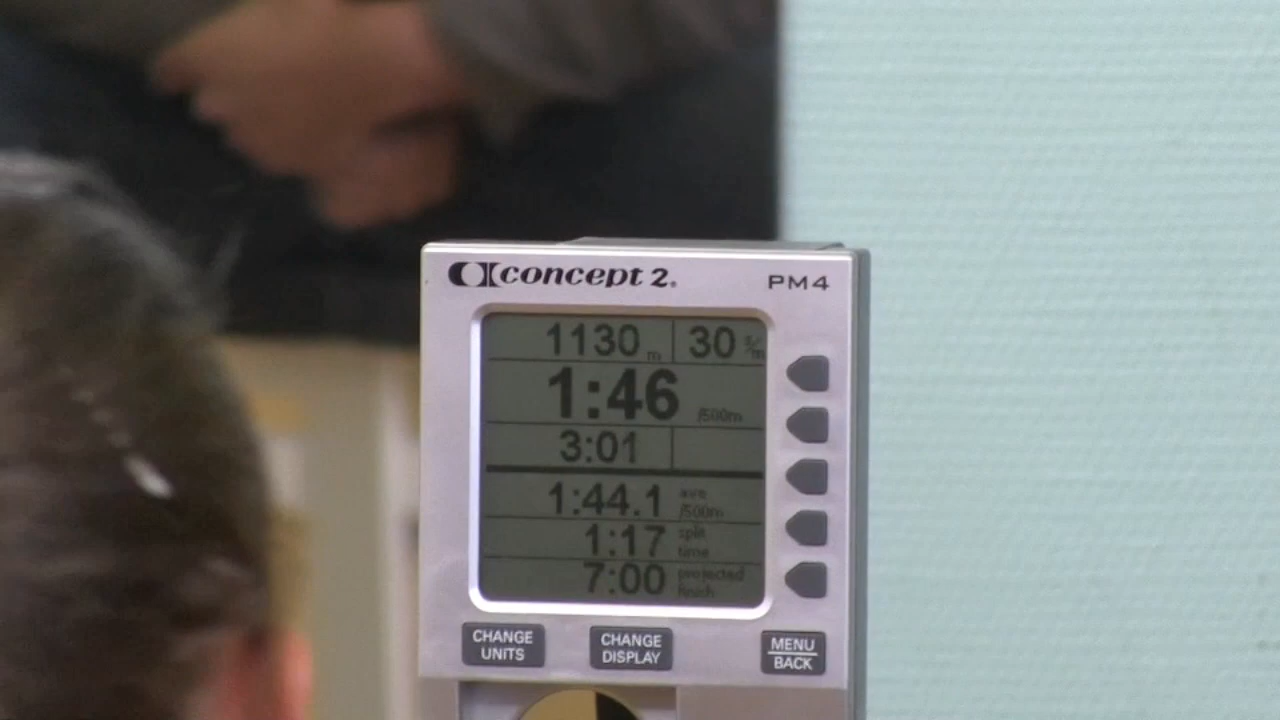 concept 2.
PM4
1130 m 30 s/m
1:46 /500m
3:01
1:44.1 ave /500m
1:17 split time
7:00 projected finish
CHANGE UNITS
CHANGE DISPLAY
MENU BACK